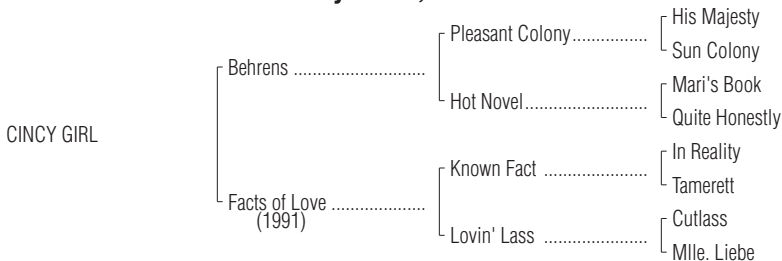 Pleasant Colony................
His Majesty
Sun Colony
Behrens ...........................
Hot Novel..........................
Mari's Book
Quite Honestly
CINCY GIRL
Known Fact ......................
In Reality
Tamerett
Facts of Love ...................
(1991)
Lovin' Lass ......................
Cutlass
Mlle. Liebe